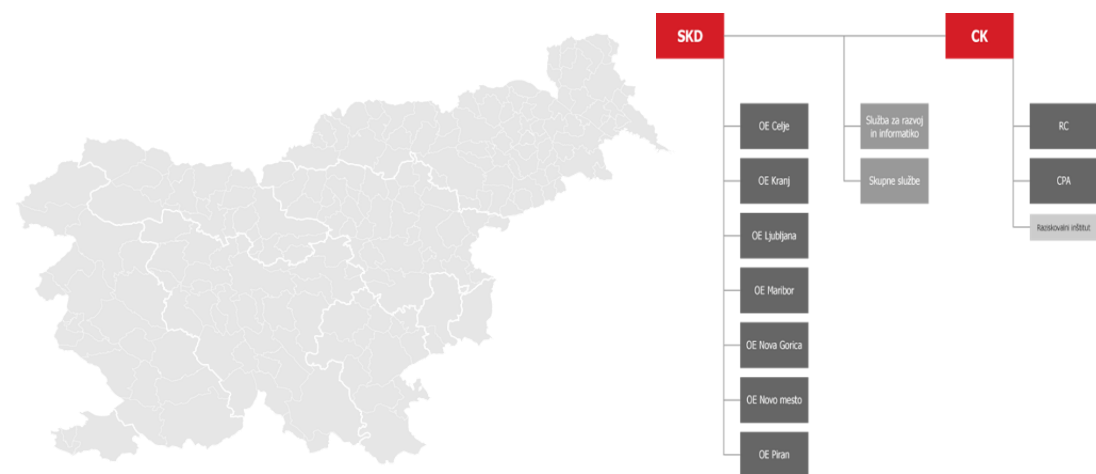 SKD
CK
OE Celje
OE Kranj
OE Ljubljana
OE Maribor
OE Nova Gorica
OE Novo mesto
OE Piran
Služba za razvoj
in informatiko
Skupne službe
RC
CPA
Raziskovalni inštitut